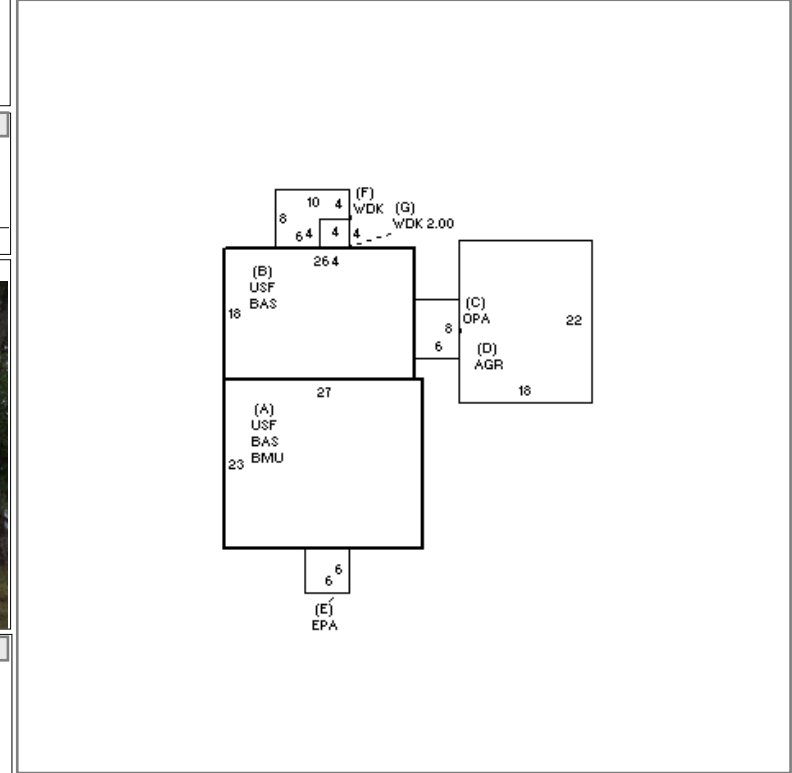 (F)
10 4 WDK
(G)
8
WDK 2.00
6 4 4 4
26 4
(B)
USF
BAS
18
(C)
OPA
22
8
6
(D)
AGR
18
27
(A)
USF
BAS
BMU
23
6
6
(E)
EPA